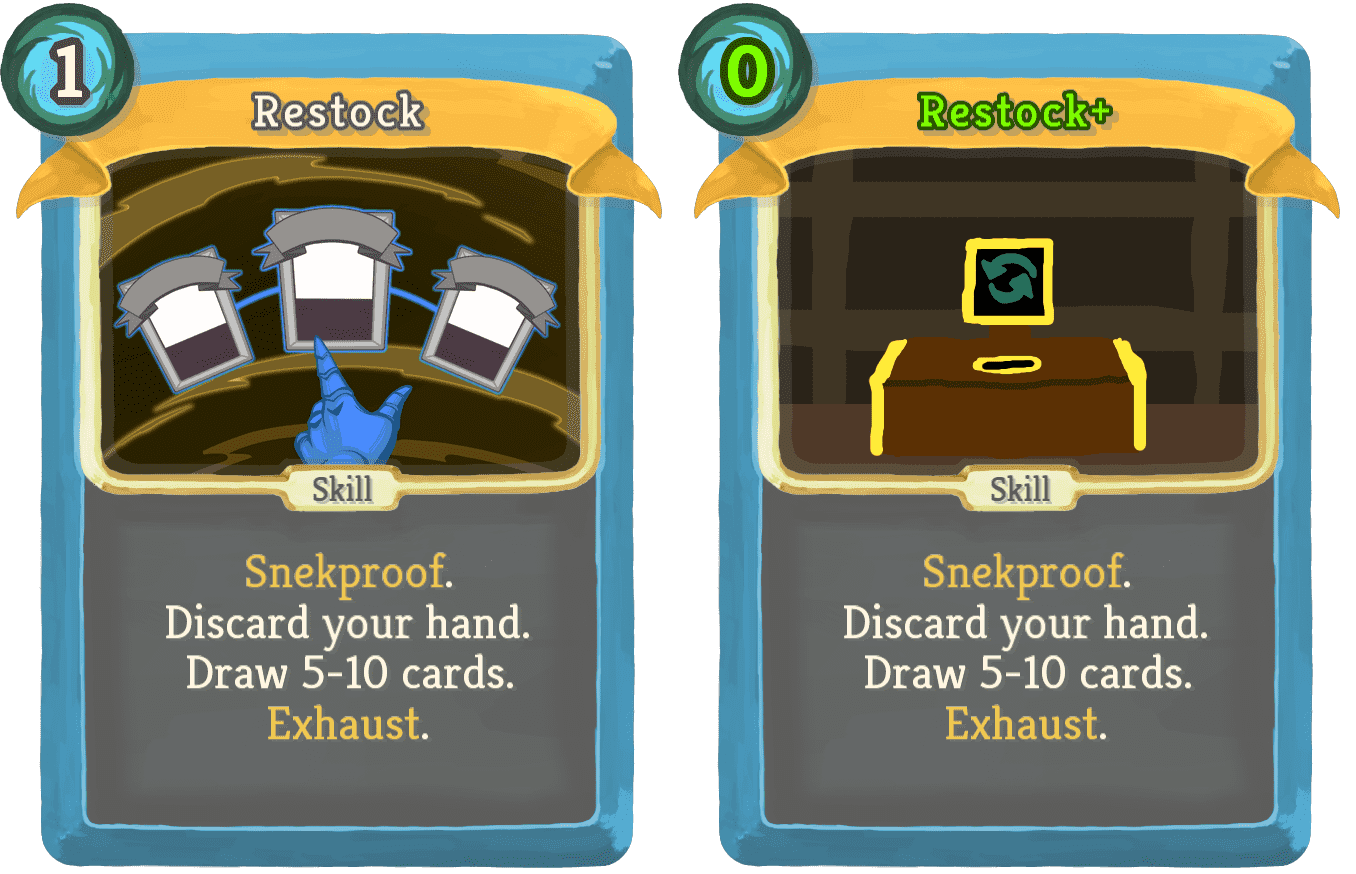 1
Restock
Skill
Snekproof.
Discard your hand.
Draw 5-10 cards.
Exhaust.
0
Restock+
Skill
Snekproof.
Discard your hand.
Draw 5-10 cards.
Exhaust.